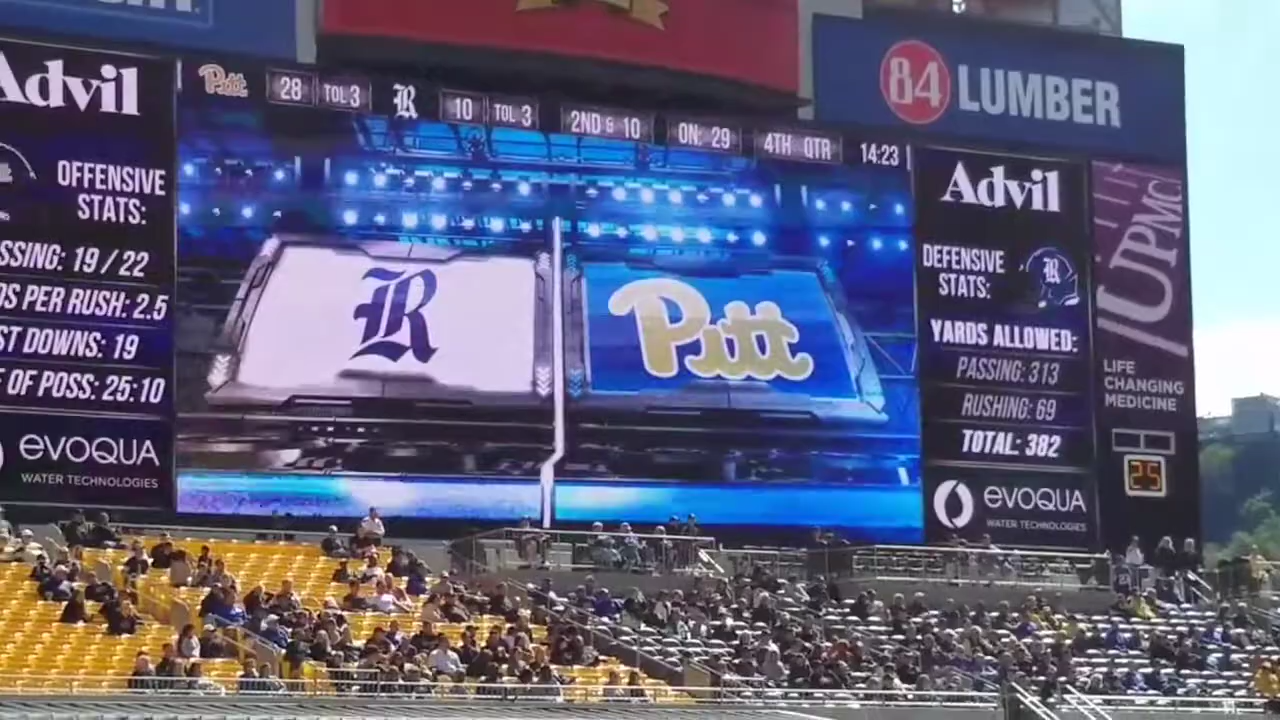 Pitt 28 TOL 3 R 10 TOL 3 2ND & 10 ON: 29 4TH QTR 14:23
84 LUMBER
Advil
OFFENSIVE
STATS:
SSING: 19/22
DS PER RUSH: 2.5
ST DOWNS: 19
OF POSS: 25:10
evoqua
WATER TECHNOLOGIES
R
Pitt
Advil
DEFENSIVE
STATS:
R
YARDS ALLOWED:
PASSING: 313
RUSHING: 69
TOTAL: 382
evoqua
WATER TECHNOLOGIES
UPMC
LIFE
CHANGING
MEDICINE
25